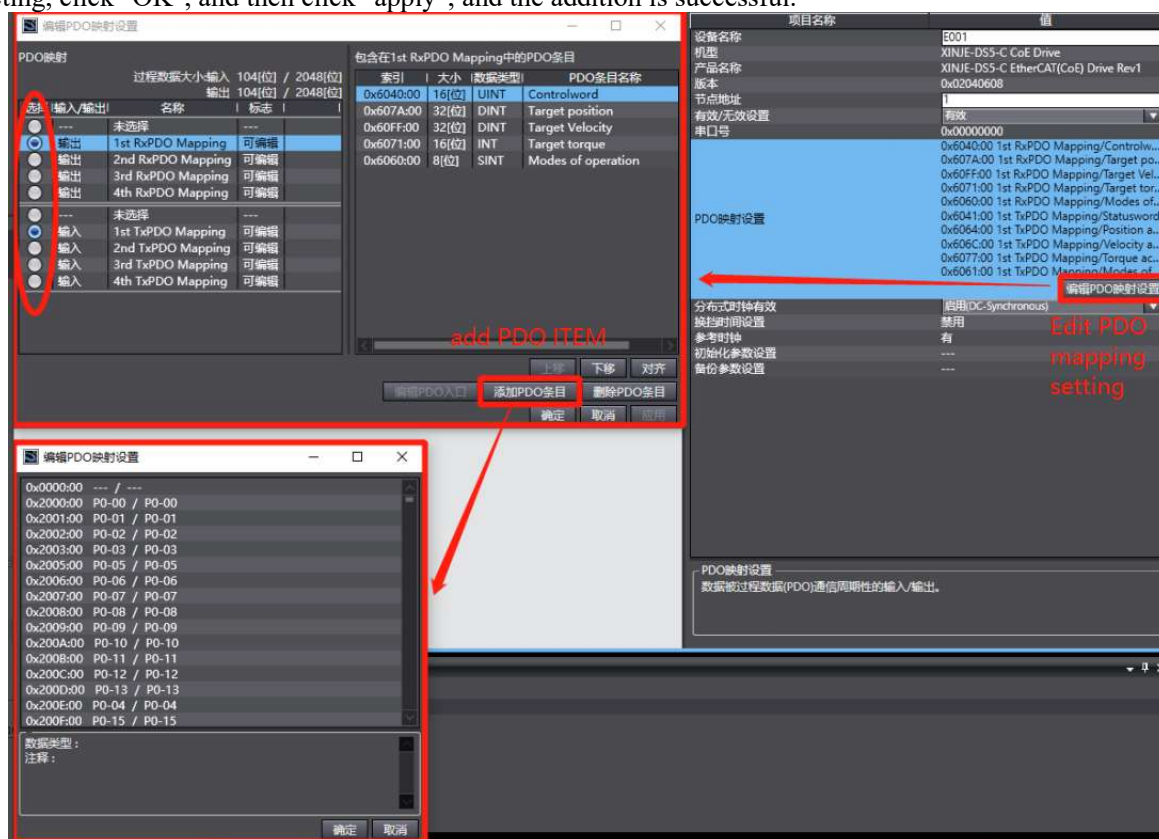 eting, click "OK", and then click "apply", and the addition is successful.
编辑PDO映射设置
PDO映射
过程数据大小:输入 104[位] / 2048[位]
输出 104[位] / 2048[位]
选择 输入/输出 名称 标志
--- 未选择 ---
输出 1st RxPDO Mapping 可编辑
输出 2nd RxPDO Mapping 可编辑
输出 3rd RxPDO Mapping 可编辑
输出 4th RxPDO Mapping 可编辑
--- 未选择 ---
输入 1st TxPDO Mapping 可编辑
输入 2nd TxPDO Mapping 可编辑
输入 3rd TxPDO Mapping 可编辑
输入 4th TxPDO Mapping 可编辑
包含在1st RxPDO Mapping中的PDO条目
索引 大小 数据类型 PDO条目名称
0x6040:00 16[位] UINT Controlword
0x607A:00 32[位] DINT Target position
0x60FF:00 32[位] DINT Target Velocity
0x6071:00 16[位] INT Target torque
0x6060:00 8[位] SINT Modes of operation
add PDO ITEM
上移 下移 对齐
编辑PDO入口 添加PDO条目 删除PDO条目
确定 取消 应用
项目名称 值
设备名称 E001
机型 XINJE-DS5-C CoE Drive
产品名称 XINJE-DS5-C EtherCAT(CoE) Drive Rev1
版本 0x02040608
节点地址 1
有效/无效设置 有效
串口号 0x00000000
PDO映射设置
0x6040:00 1st RxPDO Mapping/Controlw...
0x607A:00 1st RxPDO Mapping/Target po...
0x60FF:00 1st RxPDO Mapping/Target Vel...
0x6071:00 1st RxPDO Mapping/Target tor...
0x6060:00 1st RxPDO Mapping/Modes of...
0x6041:00 1st TxPDO Mapping/Statusword
0x6064:00 1st TxPDO Mapping/Position a...
0x606C:00 1st TxPDO Mapping/Velocity a...
0x6077:00 1st TxPDO Mapping/Torque ac...
0x6061:00 1st TxPDO Mapping/Modes of...
编辑PDO映射设置
分布式时钟有效 启用(DC-Synchronous)
换挡时间设置 禁用
参考时钟 有
初始化参数设置 ---
备份参数设置 ---
Edit PDO
mapping
setting
PDO映射设置
数据被过程数据(PDO)通信周期性的输入/输出。
编辑PDO映射设置
0x0000:00 --- / ---
0x2000:00 P0-00 / P0-00
0x2001:00 P0-01 / P0-01
0x2002:00 P0-02 / P0-02
0x2003:00 P0-03 / P0-03
0x2005:00 P0-05 / P0-05
0x2006:00 P0-06 / P0-06
0x2007:00 P0-07 / P0-07
0x2008:00 P0-08 / P0-08
0x2009:00 P0-09 / P0-09
0x200A:00 P0-10 / P0-10
0x200B:00 P0-11 / P0-11
0x200C:00 P0-12 / P0-12
0x200D:00 P0-13 / P0-13
0x200E:00 P0-04 / P0-04
0x200F:00 P0-15 / P0-15
数据类型：
注释：
确定 取消